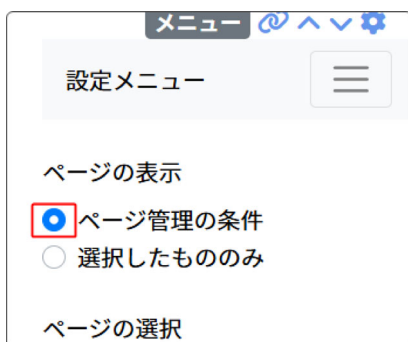 メニュー
設定メニュー
ページの表示
ページ管理の条件
選択したもののみ
ページの選択